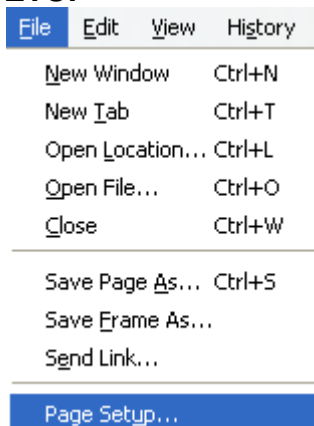 File Edit View History
New Window Ctrl+N
New Tab Ctrl+T
Open Location... Ctrl+L
Open File... Ctrl+O
Close Ctrl+W
Save Page As... Ctrl+S
Save Frame As...
Send Link...
Page Setup...